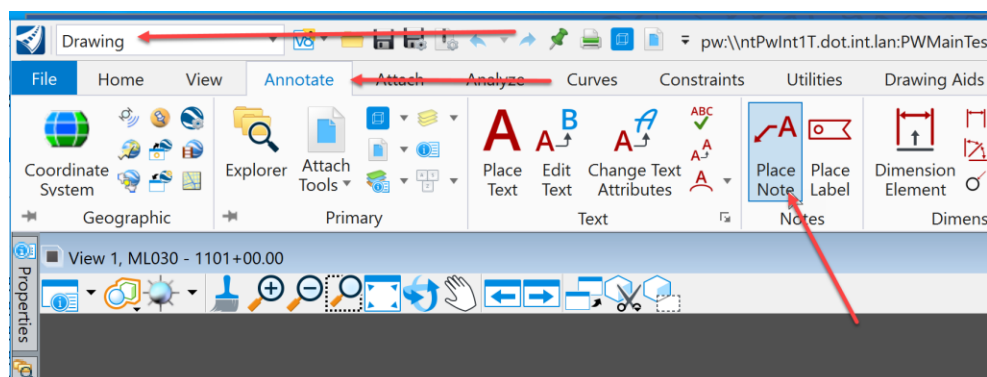 Drawing
pw:\\ntPwInt1T.dot.int.lan:PWMainTes
File Home View Annotate Attach Analyze Curves Constraints Utilities Drawing Aids
Coordinate System
Explorer
Attach Tools
Place Text
Edit Text
Change Text Attributes
ABC
Place Note
Place Label
Dimension Element
Geographic Primary Text Notes Dimens
View 1, ML030 - 1101+00.00
Properties